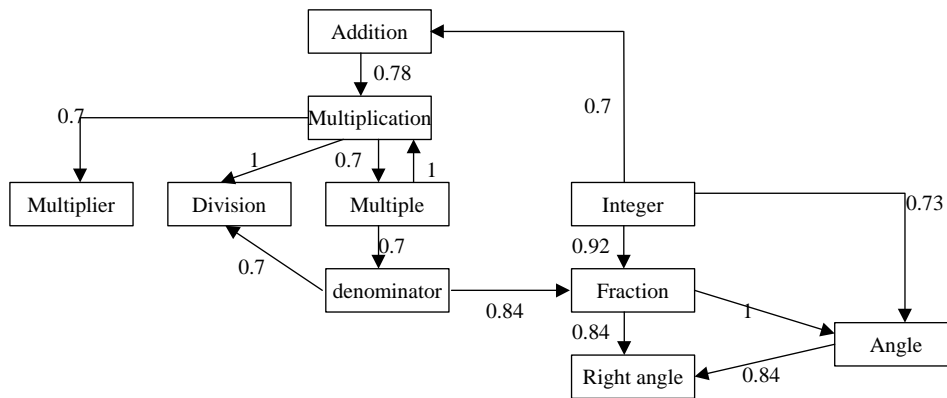 Addition
0.78
0.7
Multiplication
0.7
1
0.7
1
Multiplier
Division
Multiple
Integer
0.73
0.7
0.7
0.92
denominator
0.84
Fraction
0.84
1
Angle
Right angle
0.84